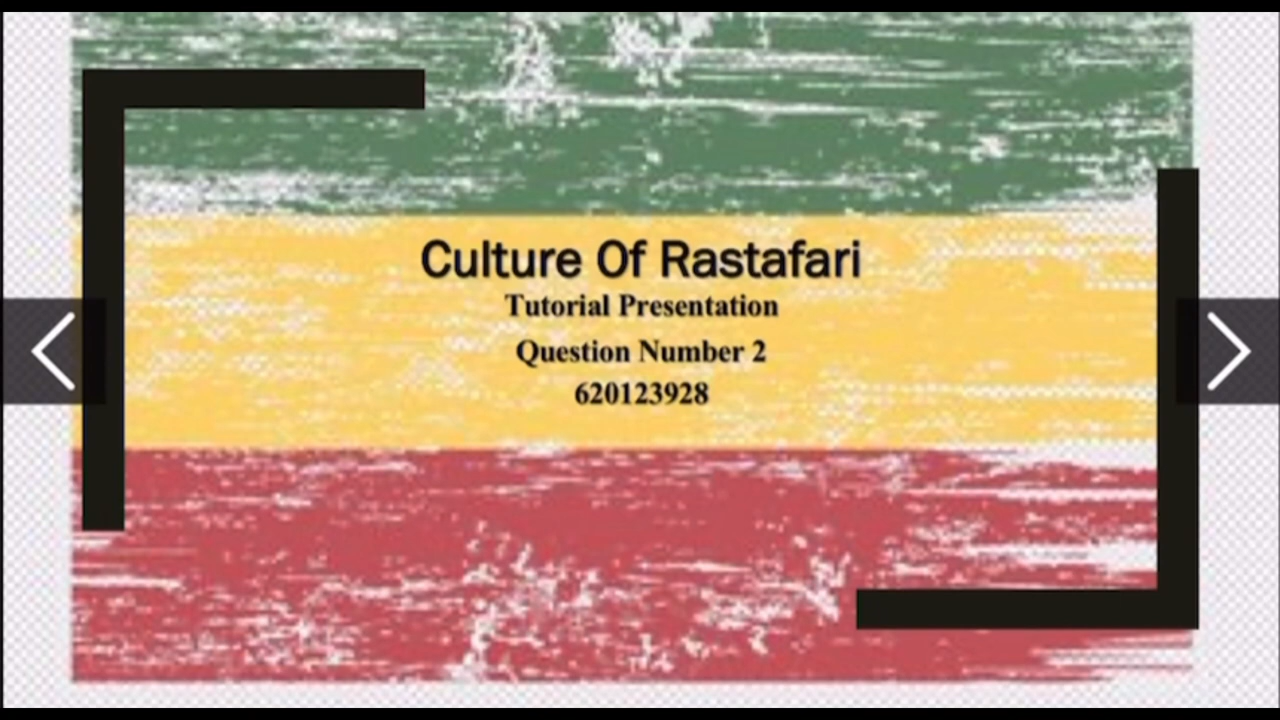 Culture Of Rastafari
Tutorial Presentation
Question Number 2
620123928